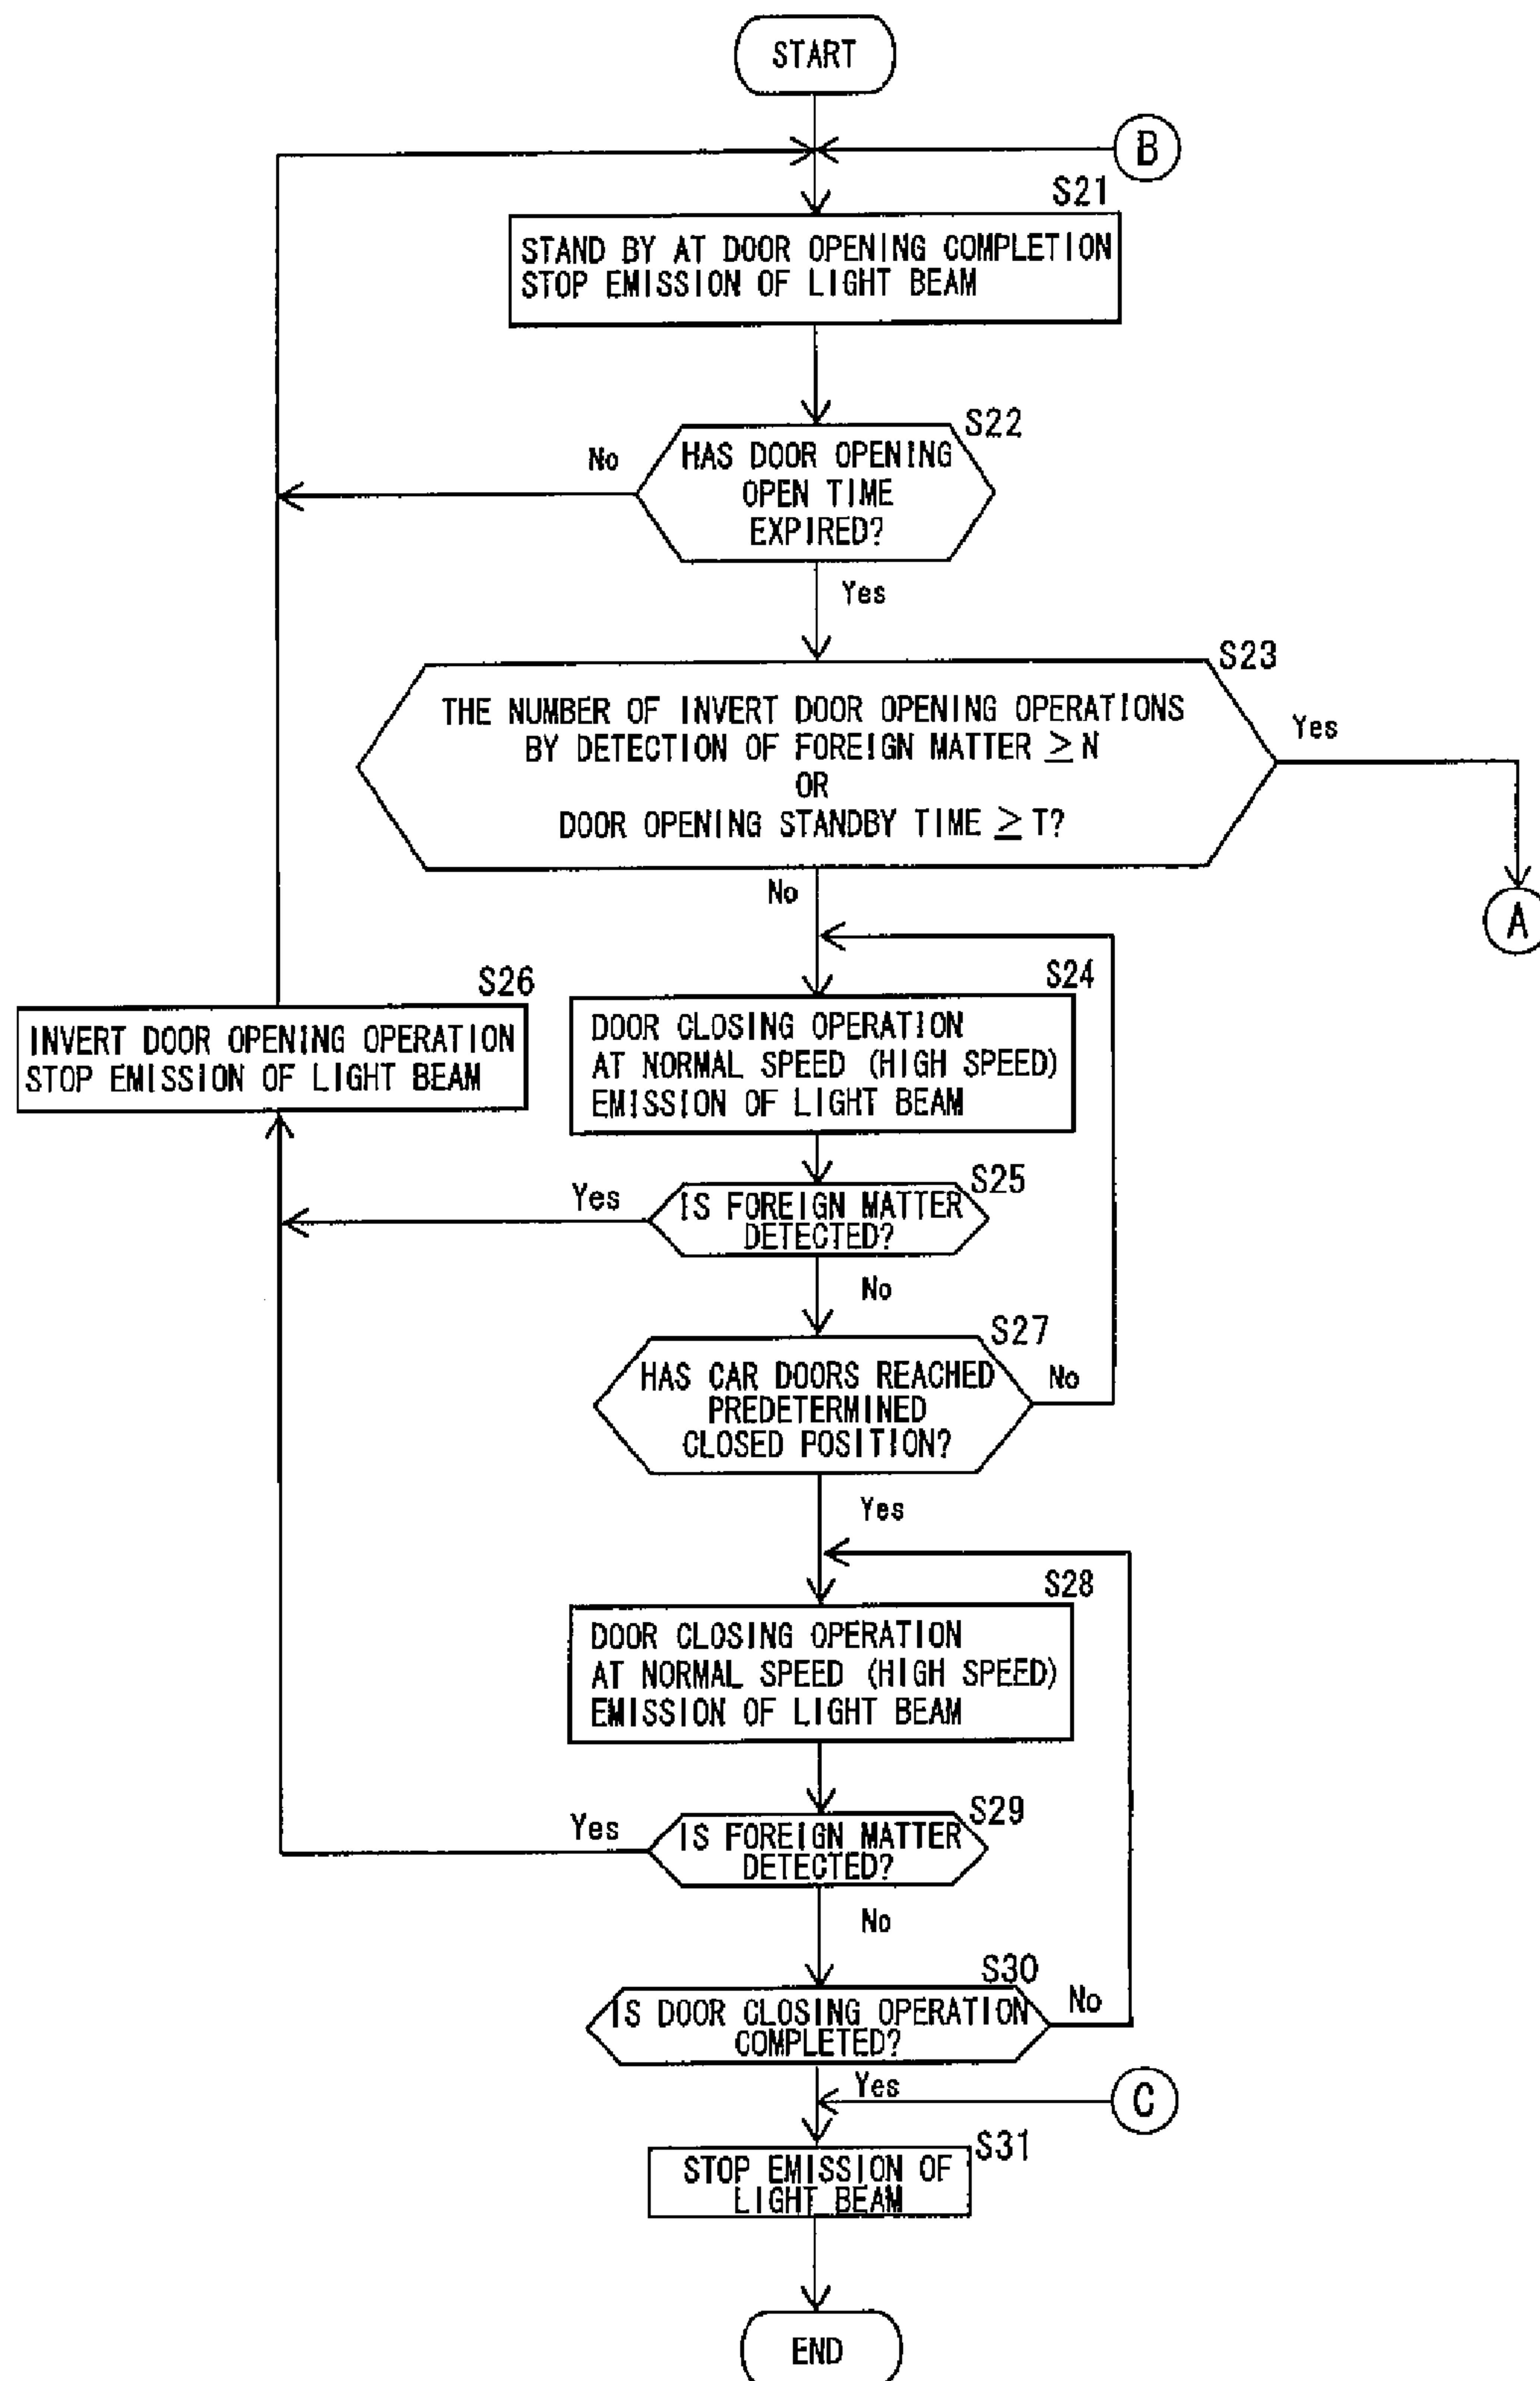 START
B
S21
STAND BY AT DOOR OPENING COMPLETION
STOP EMISSION OF LIGHT BEAM
S22
No
HAS DOOR OPENING
OPEN TIME
EXPIRED?
Yes
S23
THE NUMBER OF INVERT DOOR OPENING OPERATIONS
BY DETECTION OF FOREIGN MATTER ≥ N
OR
DOOR OPENING STANDBY TIME ≥ T?
Yes
No
A
S26
INVERT DOOR OPENING OPERATION
STOP EMISSION OF LIGHT BEAM
S24
DOOR CLOSING OPERATION
AT NORMAL SPEED (HIGH SPEED)
EMISSION OF LIGHT BEAM
S25
Yes
IS FOREIGN MATTER
DETECTED?
No
S27
HAS CAR DOORS REACHED
PREDETERMINED
CLOSED POSITION?
No
Yes
S28
DOOR CLOSING OPERATION
AT NORMAL SPEED (HIGH SPEED)
EMISSION OF LIGHT BEAM
S29
Yes
IS FOREIGN MATTER
DETECTED?
No
S30
IS DOOR CLOSING OPERATION
COMPLETED?
No
Yes
C
S31
STOP EMISSION OF
LIGHT BEAM
END